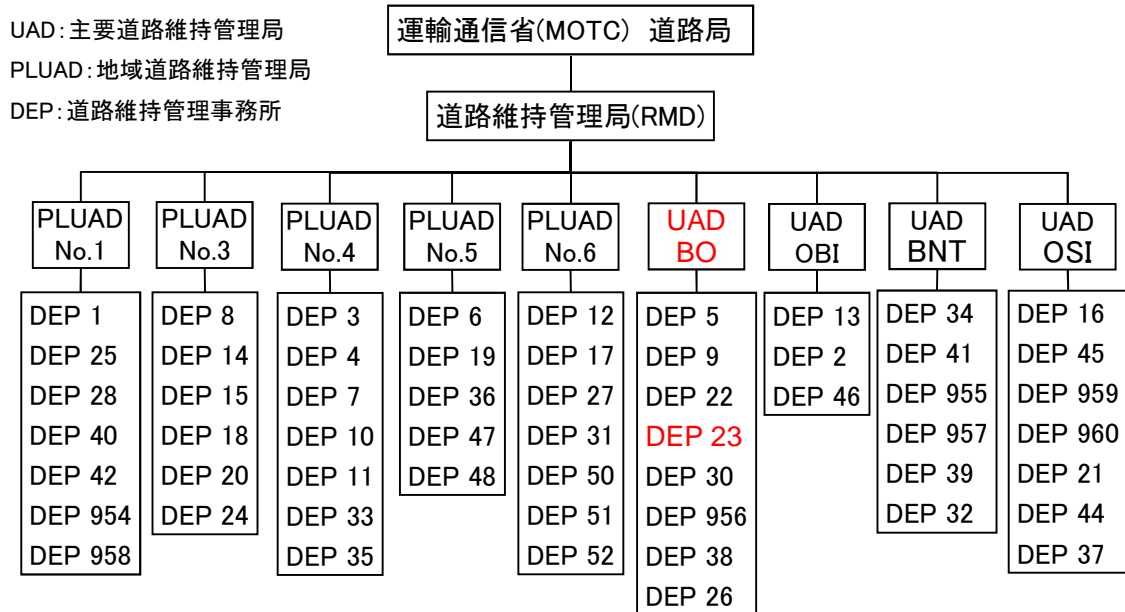 UAD:主要道路維持管理局
PLUAD:地域道路維持管理局
DEP:道路維持管理事務所
運輸通信省(MOTC) 道路局
道路維持管理局(RMD)
PLUAD
No.1
DEP 1
DEP 25
DEP 28
DEP 40
DEP 42
DEP 954
DEP 958
PLUAD
No.3
DEP 8
DEP 14
DEP 15
DEP 18
DEP 20
DEP 24
PLUAD
No.4
DEP 3
DEP 4
DEP 7
DEP 10
DEP 11
DEP 33
DEP 35
PLUAD
No.5
DEP 6
DEP 19
DEP 36
DEP 47
DEP 48
PLUAD
No.6
DEP 12
DEP 17
DEP 27
DEP 31
DEP 50
DEP 51
DEP 52
UAD
BO
DEP 5
DEP 9
DEP 22
DEP 23
DEP 30
DEP 956
DEP 38
DEP 26
UAD
OBI
DEP 13
DEP 2
DEP 46
UAD
BNT
DEP 34
DEP 41
DEP 955
DEP 957
DEP 39
DEP 32
UAD
OSI
DEP 16
DEP 45
DEP 959
DEP 960
DEP 21
DEP 44
DEP 37